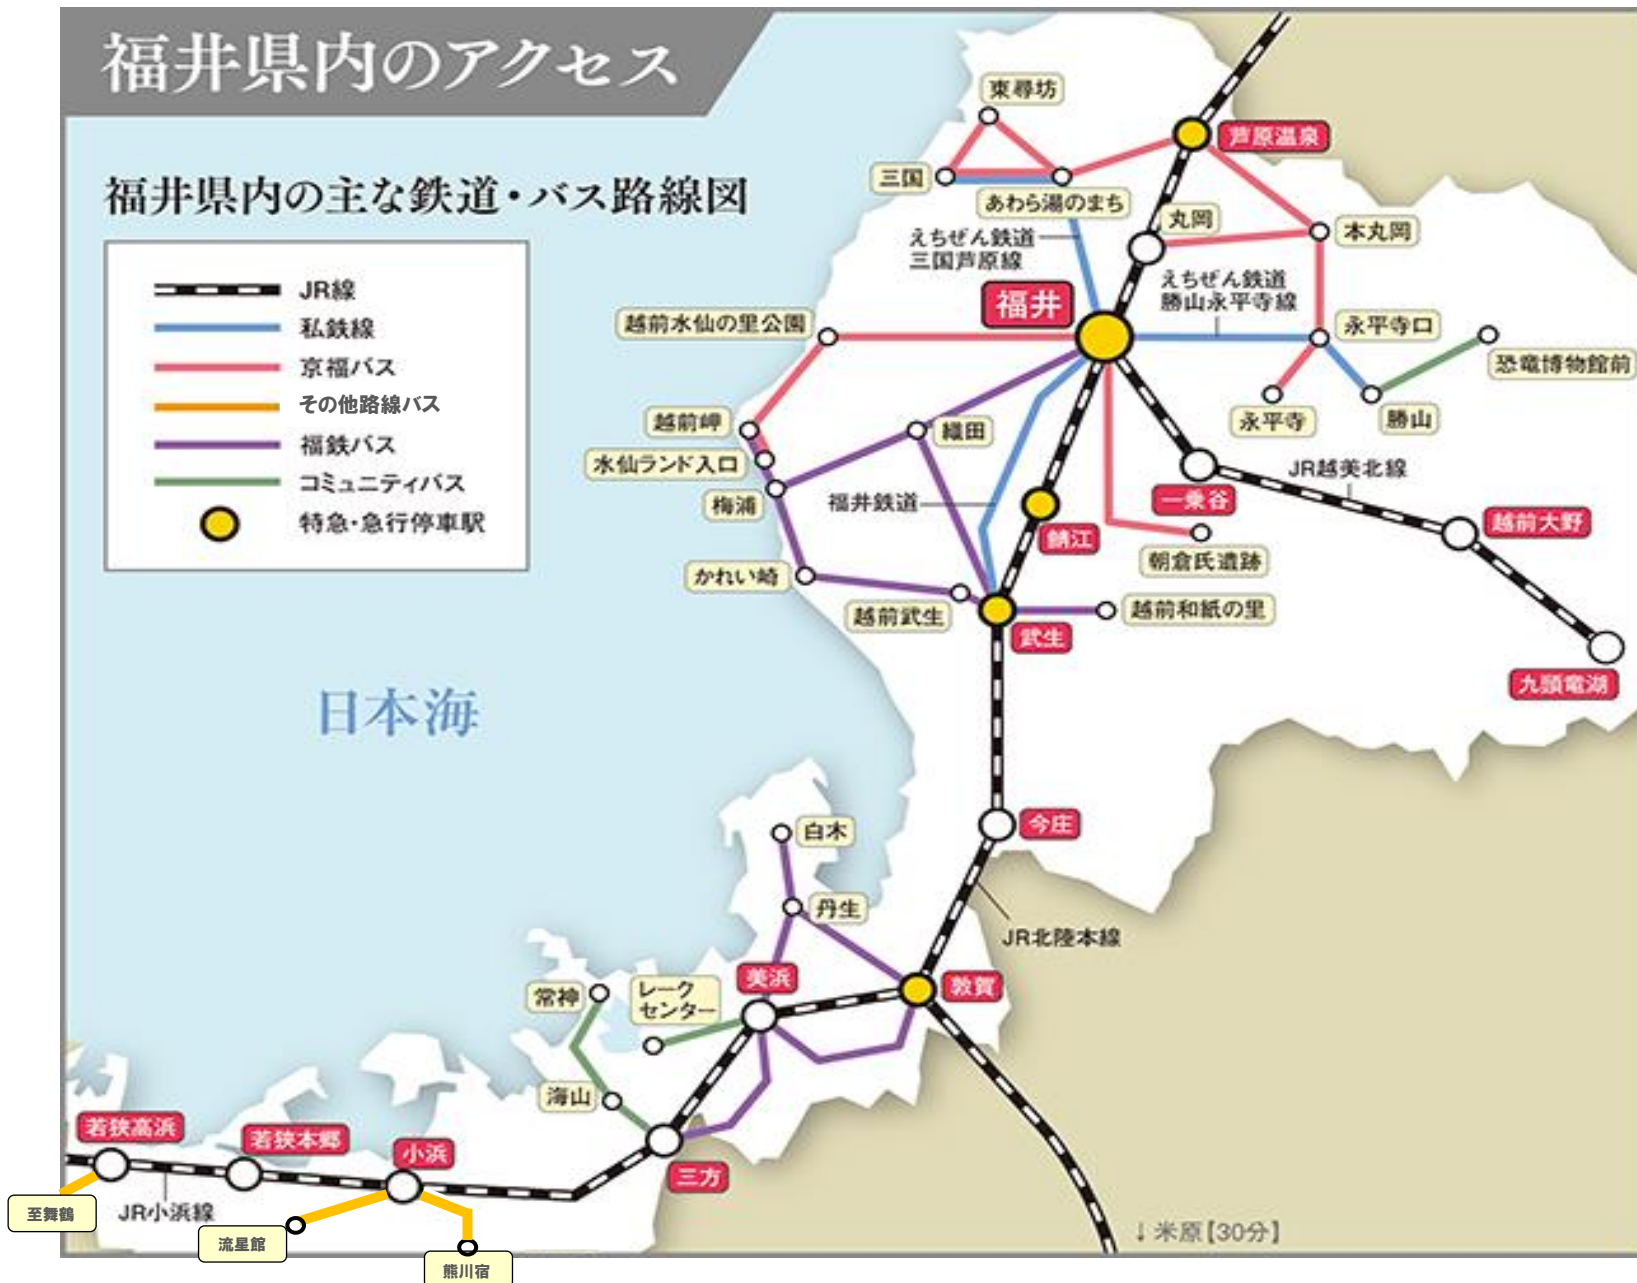 福井県内のアクセス
福井県内の主な鉄道・バス路線図
JR線
私鉄線
京福バス
その他路線バス
福鉄バス
コミュニティバス
特急・急行停車駅
東尋坊
芦原温泉
三国
あわら湯のまち
丸岡
本丸岡
えちぜん鉄道
三国芦原線
えちぜん鉄道
勝山永平寺線
福井
越前水仙の里公園
永平寺口
恐竜博物館前
越前岬
織田
永平寺
勝山
水仙ランド入口
JR越美北線
梅浦
福井鉄道
一乗谷
越前大野
鯖江
朝倉氏遺跡
かれい崎
越前武生
越前和紙の里
武生
九頭竜湖
日本海
今庄
白木
丹生
JR北陸本線
美浜
敦賀
常神
レーク
センター
海山
若狭高浜
若狭本郷
小浜
三方
至舞鶴
JR小浜線
流星館
熊川宿
↓米原【30分】